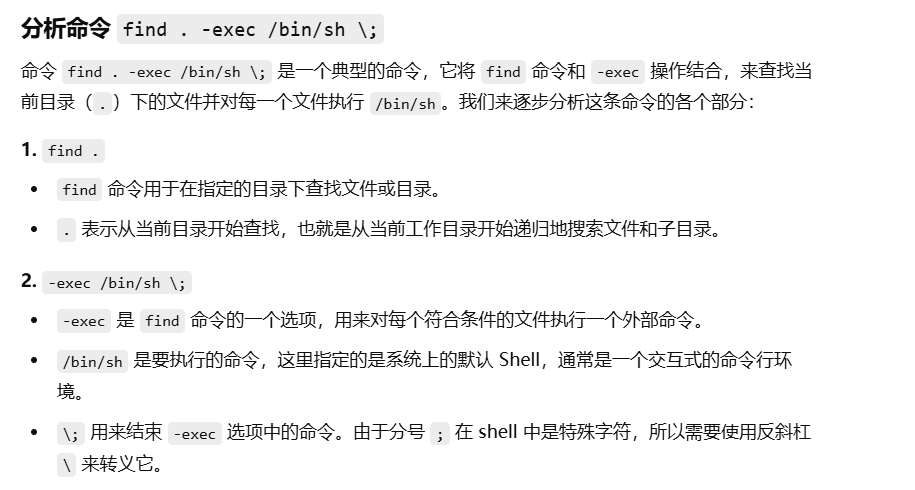 分析命令 find . -exec /bin/sh \;
命令 find . -exec /bin/sh \; 是一个典型的命令，它将 find 命令和 -exec 操作结合，来查找当
前目录（.）下的文件并对每一个文件执行 /bin/sh。我们来逐步分析这条命令的各个部分：
1. find .
• find 命令用于在指定的目录下查找文件或目录。
• . 表示从当前目录开始查找，也就是从当前工作目录开始递归地搜索文件和子目录。
2. -exec /bin/sh \;
• -exec 是 find 命令的一个选项，用来对每个符合条件的文件执行一个外部命令。
• /bin/sh 是要执行的命令，这里指定的是系统上的默认 Shell，通常是一个交互式的命令行环
境。
• \; 用来结束 -exec 选项中的命令。由于分号 ; 在 shell 中是特殊字符，所以需要使用反斜杠
\ 来转义它。